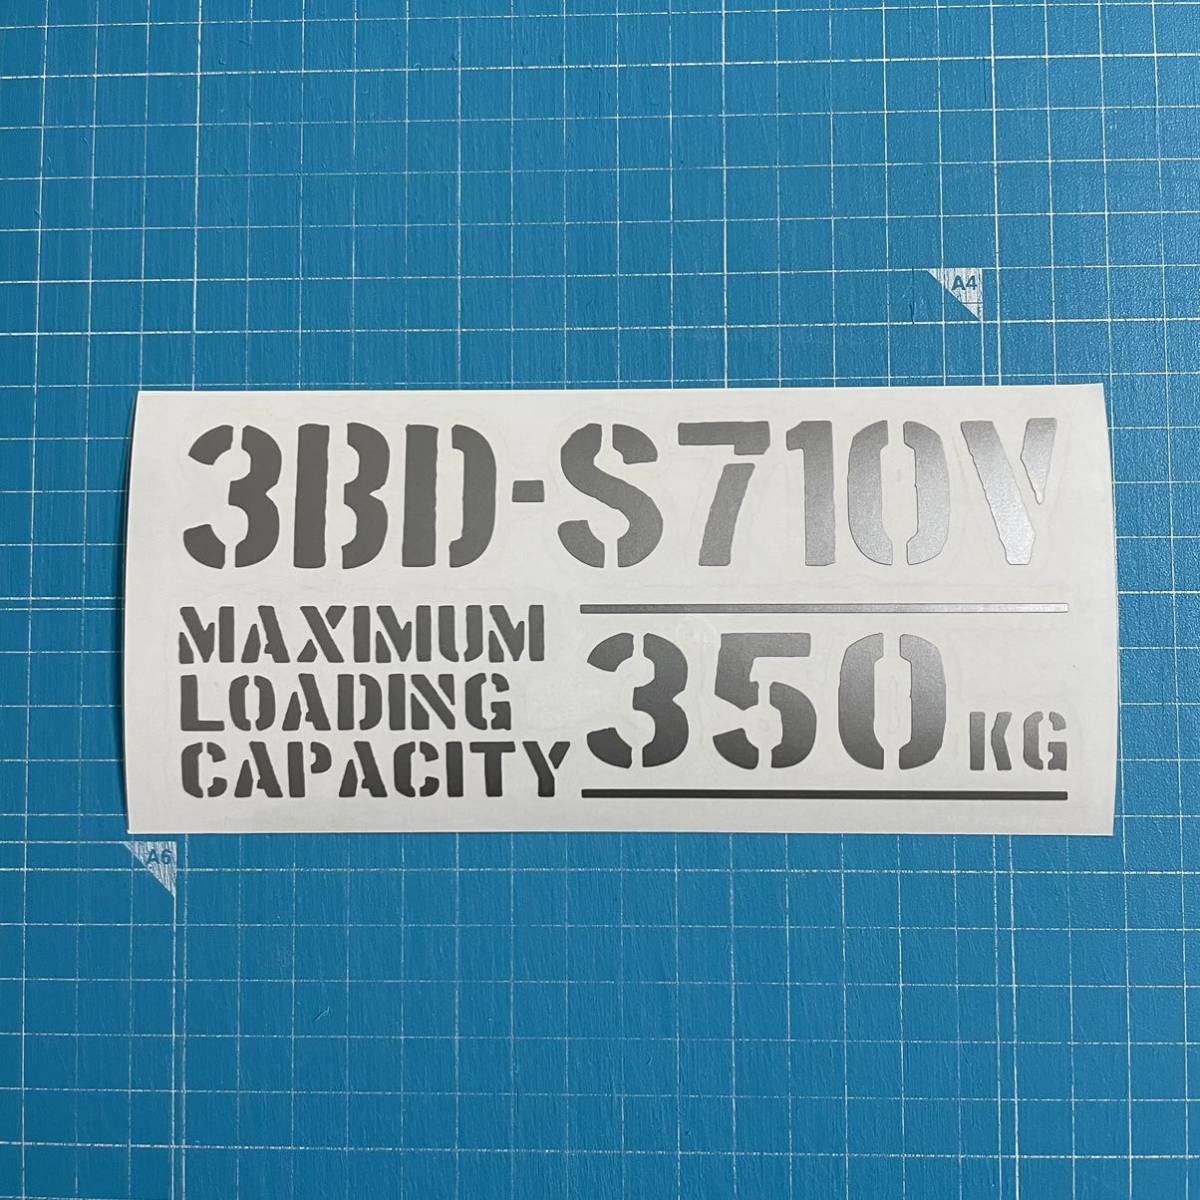 A4
3BD-S710V
MAXIMUM
LOADING
CAPACITY
350 KG
A6